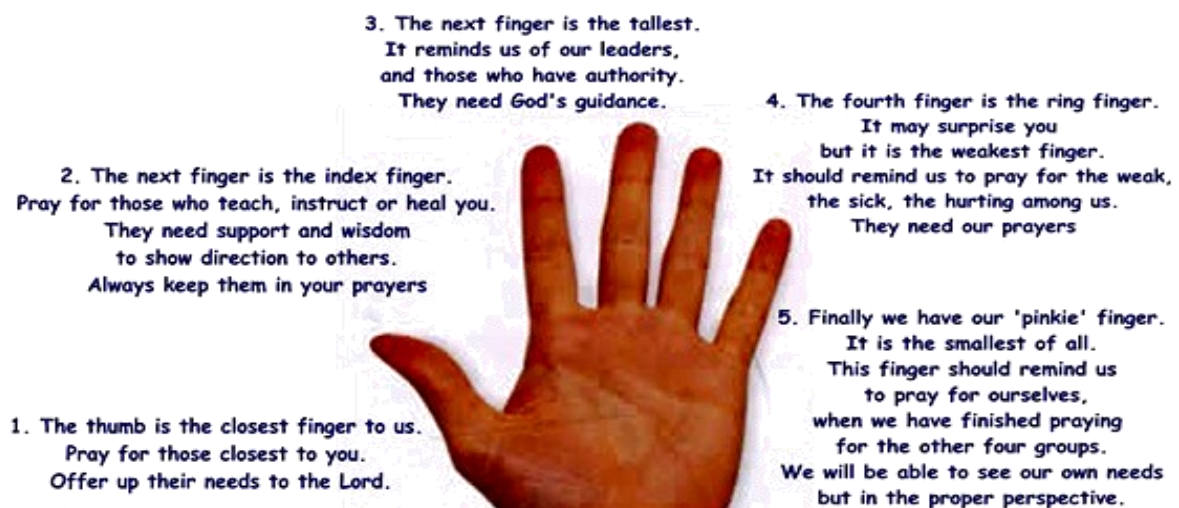 1. The thumb is the closest finger to us.
Pray for those closest to you.
Offer up their needs to the Lord.
2. The next finger is the index finger.
Pray for those who teach, instruct or heal you.
They need support and wisdom
to show direction to others.
Always keep them in your prayers
3. The next finger is the tallest.
It reminds us of our leaders,
and those who have authority.
They need God's guidance.
4. The fourth finger is the ring finger.
It may surprise you
but it is the weakest finger.
It should remind us to pray for the weak,
the sick, the hurting among us.
They need our prayers
5. Finally we have our 'pinkie' finger.
It is the smallest of all.
This finger should remind us
to pray for ourselves,
when we have finished praying
for the other four groups.
We will be able to see our own needs
but in the proper perspective.